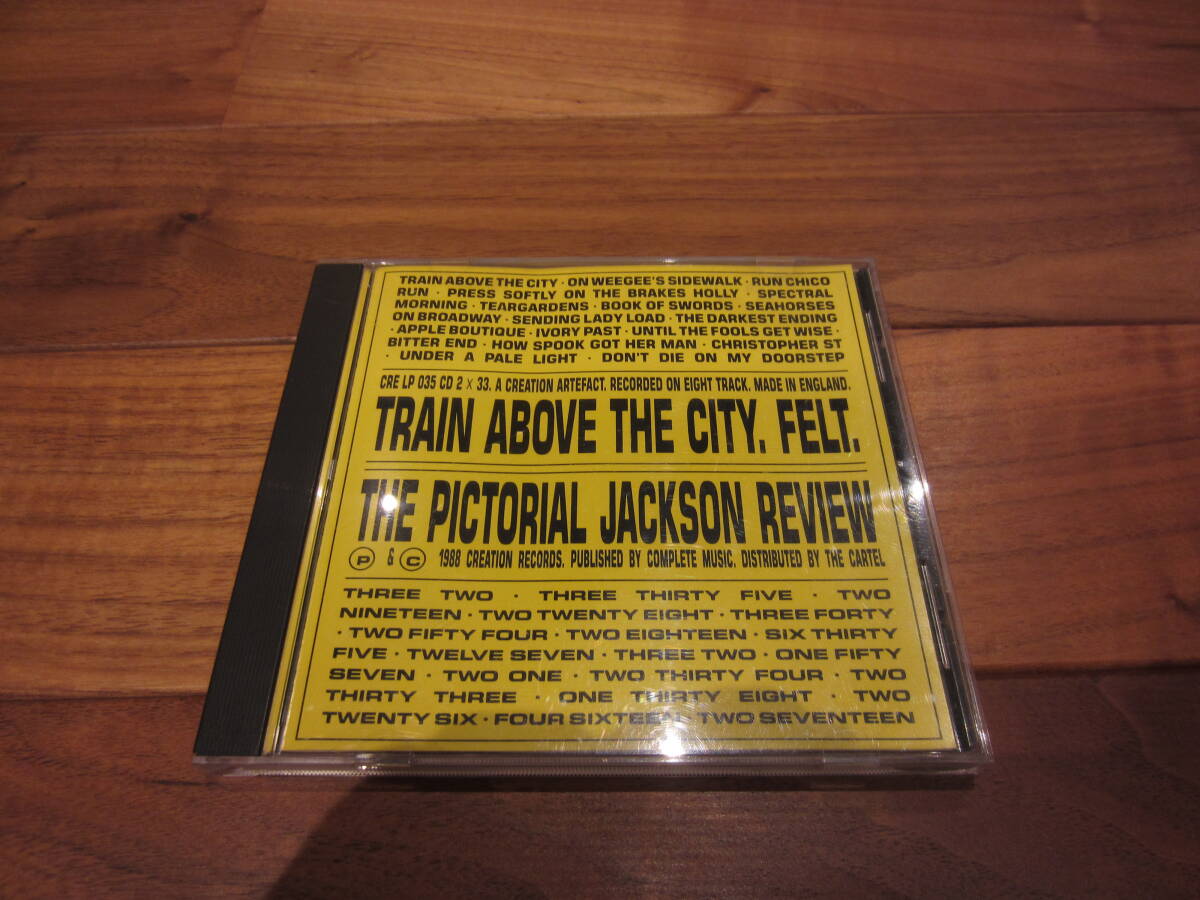 TRAIN ABOVE THE CITY · ON WEEGEE'S SIDEWALK · RUN CHICO
RUN · PRESS SOFTLY ON THE BRAKES HOLLY · SPECTRAL
MORNING · TEARGARDENS · BOOK OF SWORDS · SEAHORSES
ON BROADWAY · SENDING LADY LOAD · THE DARKEST ENDING
· APPLE BOUTIQUE · IVORY PAST · UNTIL THE FOOLS GET WISE ·
BITTER END · HOW SPOOK GOT HER MAN · CHRISTOPHER ST
· UNDER A PALE LIGHT · DON'T DIE ON MY DOORSTEP
CRE LP 035 CD 2 x 33. A CREATION ARTEFACT. RECORDED ON EIGHT TRACK. MADE IN ENGLAND.
TRAIN ABOVE THE CITY. FELT.
THE PICTORIAL JACKSON REVIEW
Ⓟ & © 1988 CREATION RECORDS. PUBLISHED BY COMPLETE MUSIC. DISTRIBUTED BY THE CARTEL
THREE TWO · THREE THIRTY FIVE · TWO
NINETEEN · TWO TWENTY EIGHT · THREE FORTY
· TWO FIFTY FOUR · TWO EIGHTEEN · SIX THIRTY
FIVE · TWELVE SEVEN · THREE TWO · ONE FIFTY
SEVEN · TWO ONE · TWO THIRTY FOUR · TWO
THIRTY THREE · ONE THIRTY EIGHT · TWO
TWENTY SIX · FOUR SIXTEEN · TWO SEVENTEEN